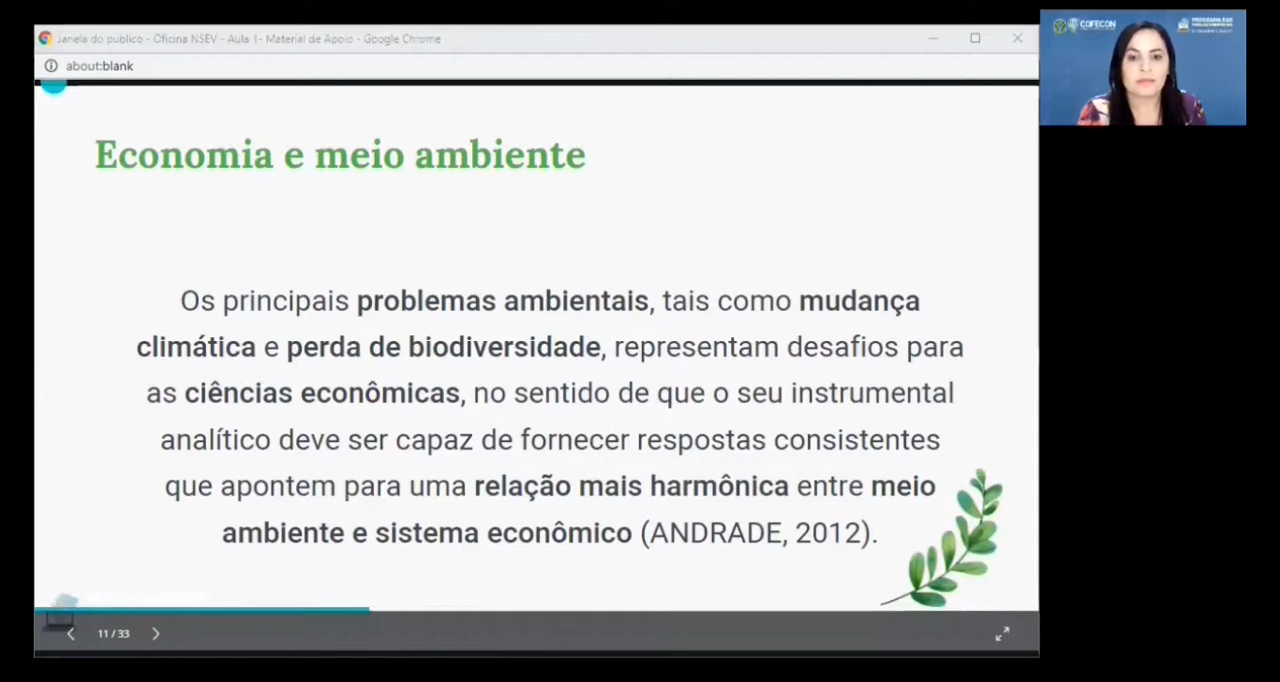 Janela do publico - Oficina NSEV - Aula 1- Material de Apoio - Google Chrome
about:blank
COFECON
Economia e meio ambiente
Os principais problemas ambientais, tais como mudança
climática e perda de biodiversidade, representam desafios para
as ciências econômicas, no sentido de que o seu instrumental
analítico deve ser capaz de fornecer respostas consistentes
que apontem para uma relação mais harmônica entre meio
ambiente e sistema econômico (ANDRADE, 2012).
11 / 33